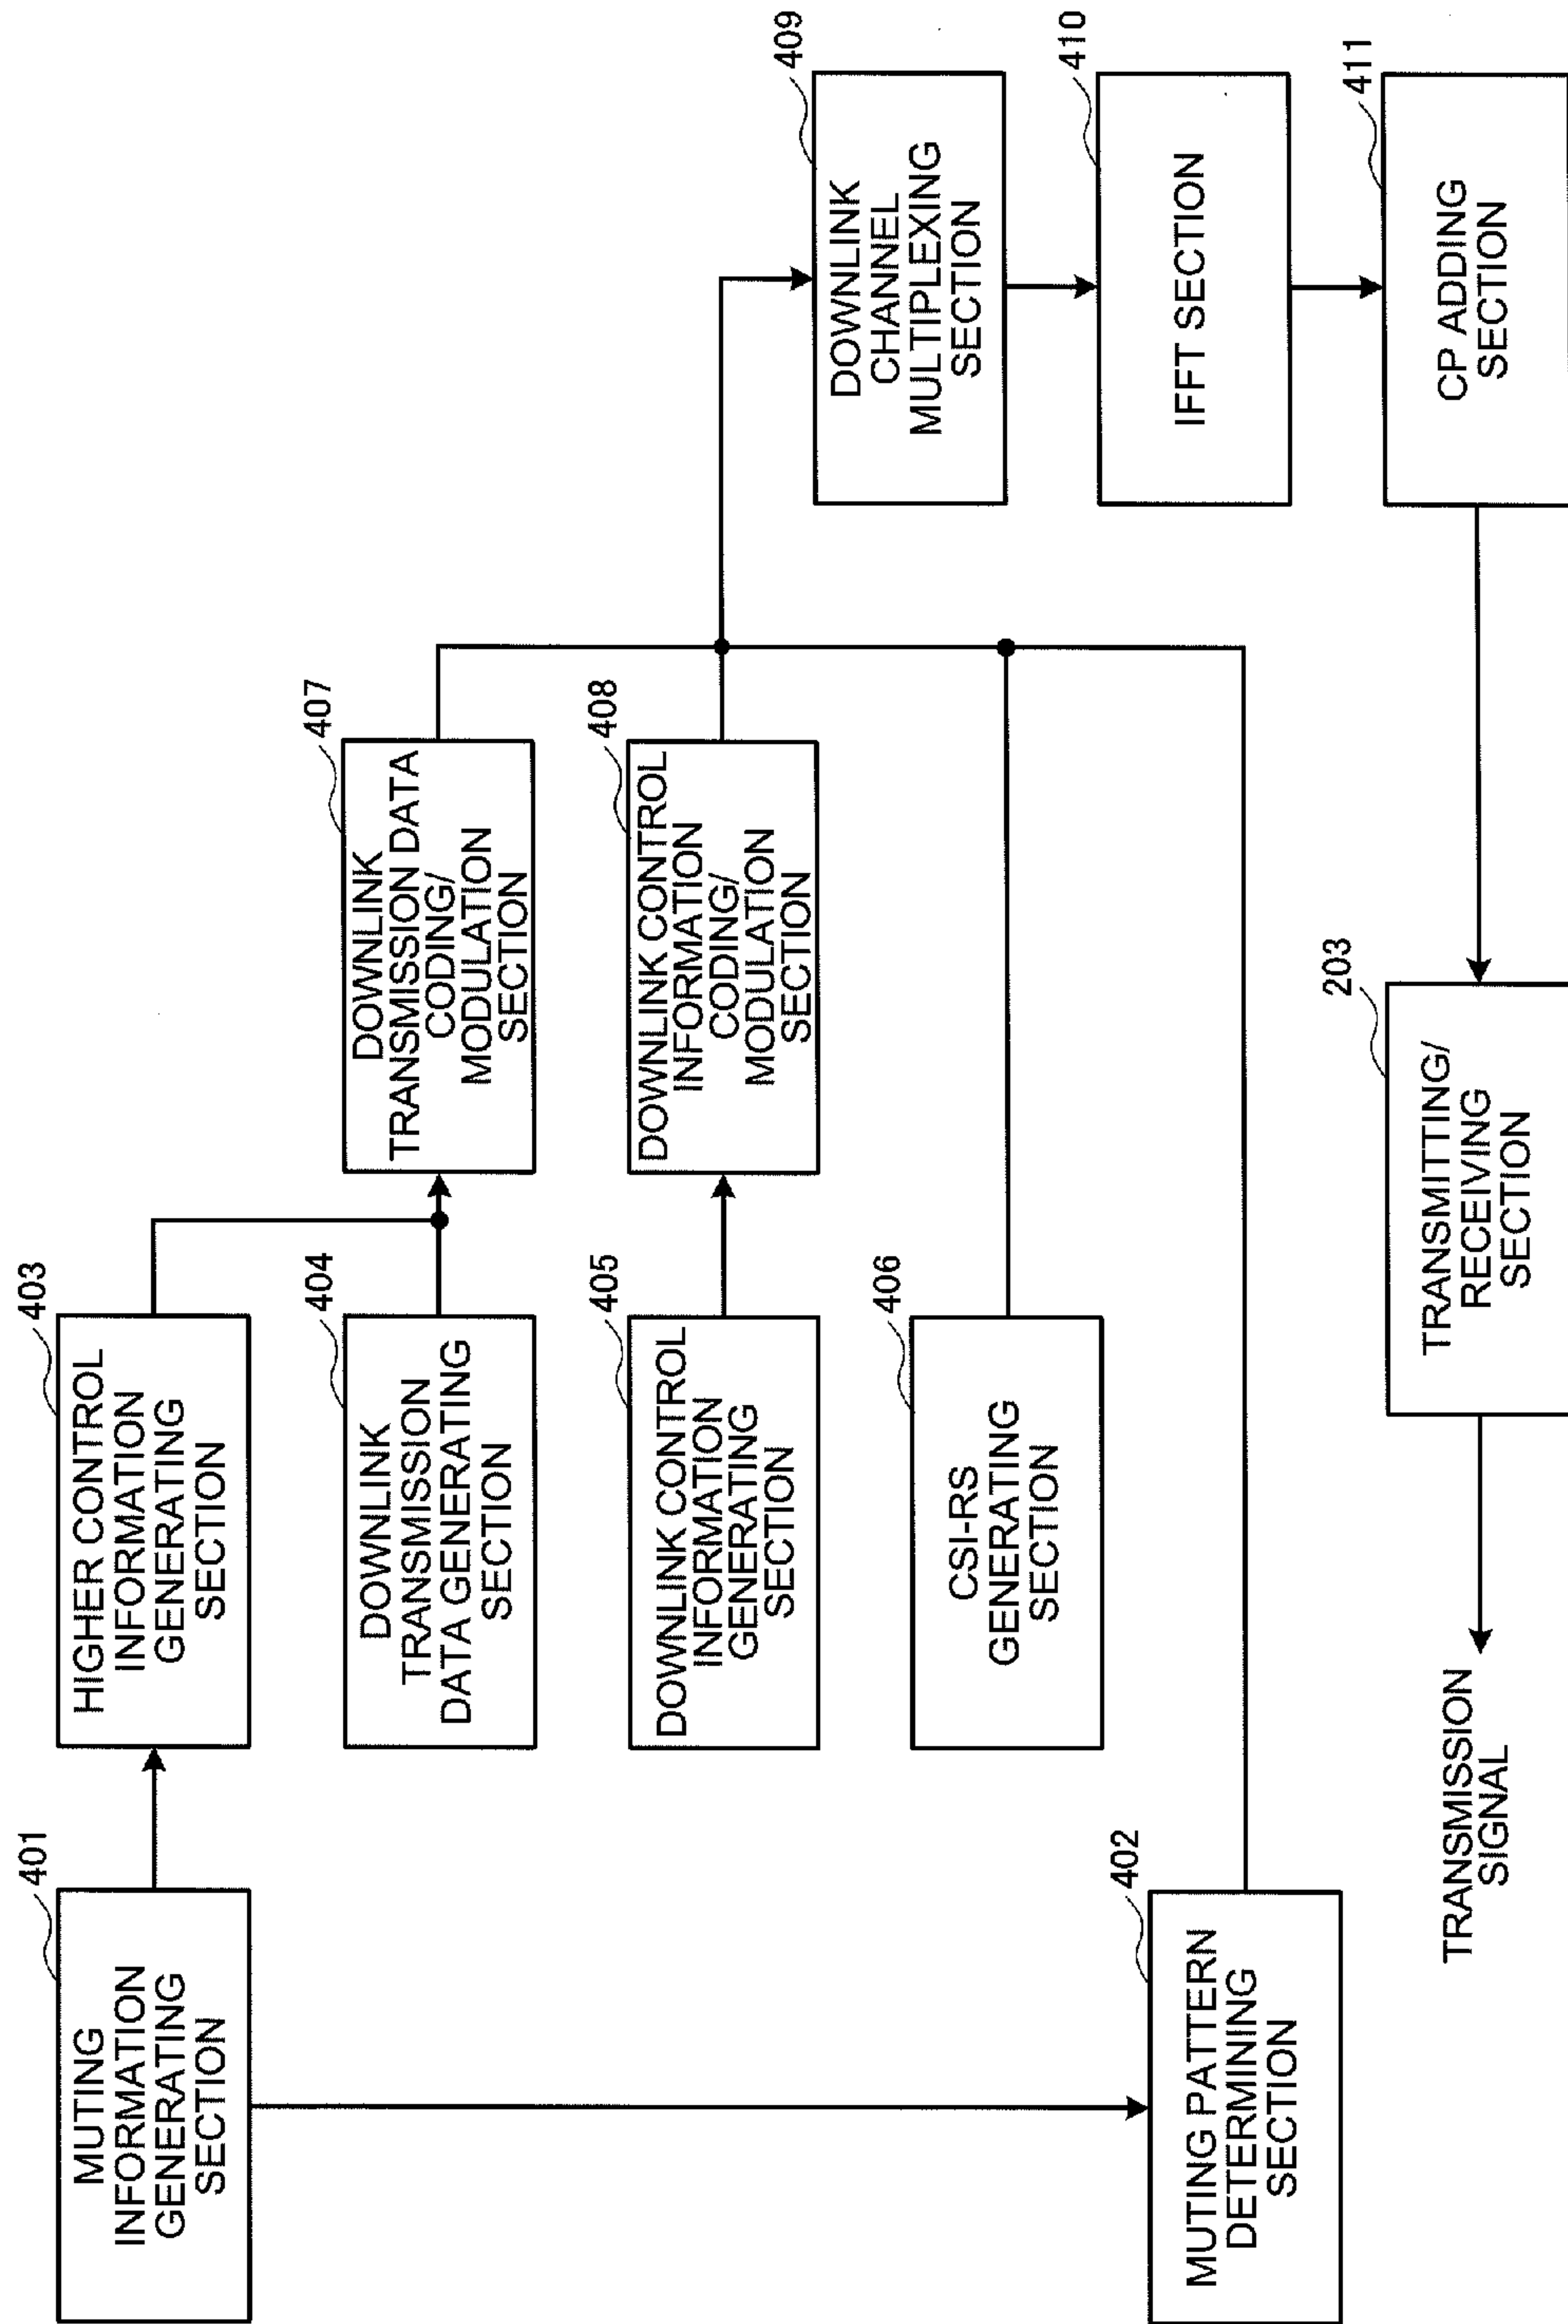 401
MUTING
INFORMATION
GENERATING
SECTION
403
HIGHER CONTROL
INFORMATION
GENERATING
SECTION
404
DOWNLINK
TRANSMISSION
DATA GENERATING
SECTION
407
DOWNLINK
TRANSMISSION DATA
CODING/
MODULATION
SECTION
405
DOWNLINK CONTROL
INFORMATION
GENERATING
SECTION
408
DOWNLINK CONTROL
INFORMATION
CODING/
MODULATION
SECTION
406
CSI-RS
GENERATING
SECTION
402
MUTING PATTERN
DETERMINING
SECTION
409
DOWNLINK
CHANNEL
MULTIPLEXING
SECTION
410
IFFT SECTION
411
CP ADDING
SECTION
203
TRANSMITTING/
RECEIVING
SECTION
TRANSMISSION
SIGNAL